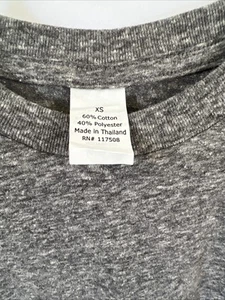 XS
60% Cotton
40% Polyester
Made in Thailand
RN# 117508